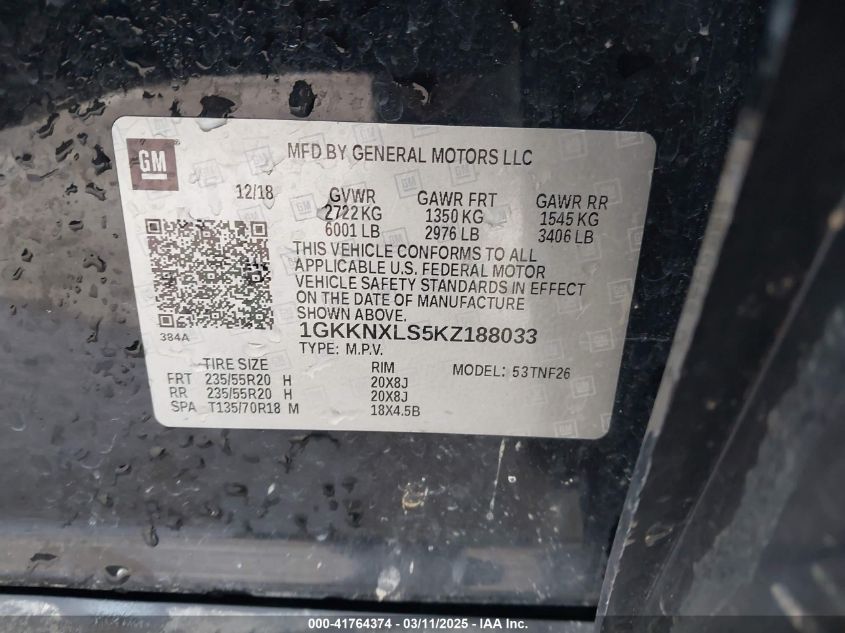 GM
MFD BY GENERAL MOTORS LLC
12/18
GVWR GAWR FRT GAWR RR
2722 KG 1350 KG 1545 KG
6001 LB 2976 LB 3406 LB
THIS VEHICLE CONFORMS TO ALL
APPLICABLE U.S. FEDERAL MOTOR
VEHICLE SAFETY STANDARDS IN EFFECT
ON THE DATE OF MANUFACTURE
SHOWN ABOVE.
384A
1GKKNXLS5KZ188033
TYPE: M.P.V.
TIRE SIZE RIM MODEL: 53TNF26
FRT 235/55R20 H 20X8J
RR 235/55R20 H 20X8J
SPA T135/70R18 M 18X4.5B
000-41764374 - 03/11/2025 - IAA Inc.